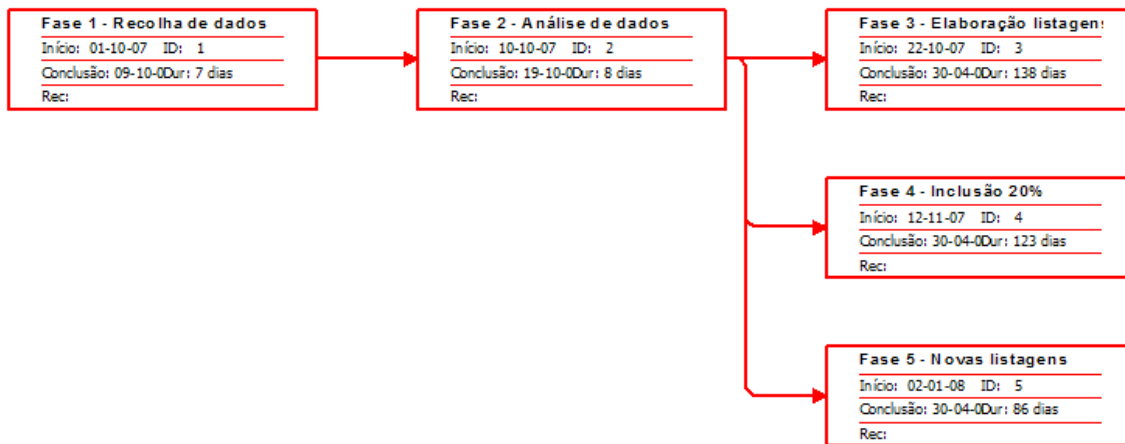 Fase 1 - Recolha de dados
Início: 01-10-07 ID: 1
Conclusão: 09-10-0Dur: 7 dias
Rec:
Fase 2 - Análise de dados
Início: 10-10-07 ID: 2
Conclusão: 19-10-0Dur: 8 dias
Rec:
Fase 3 - Elaboração listagens
Início: 22-10-07 ID: 3
Conclusão: 30-04-0Dur: 138 dias
Rec:
Fase 4 - Inclusão 20%
Início: 12-11-07 ID: 4
Conclusão: 30-04-0Dur: 123 dias
Rec:
Fase 5 - Novas listagens
Início: 02-01-08 ID: 5
Conclusão: 30-04-0Dur: 86 dias
Rec: